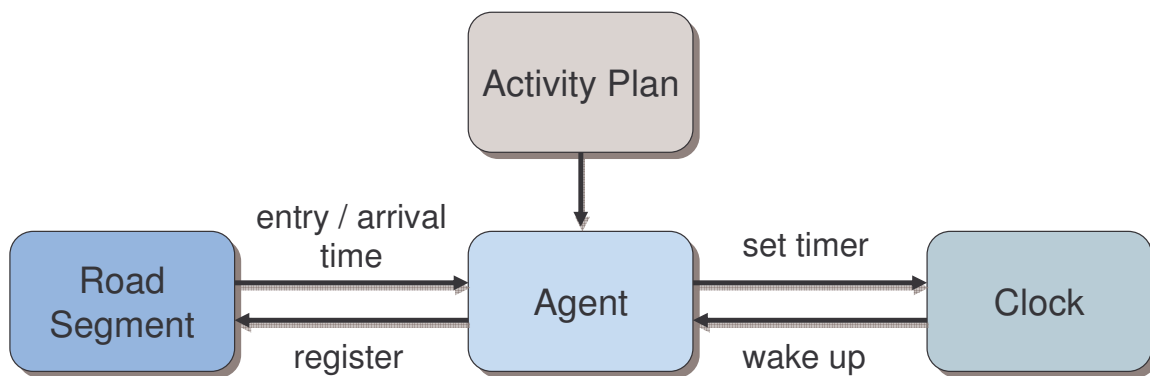 Activity Plan
entry / arrival
time
set timer
Road
Segment
Agent
Clock
register
wake up